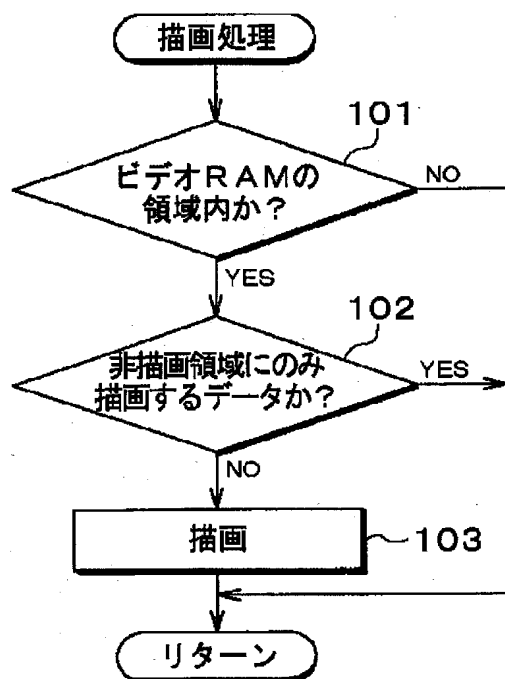 描画処理
101
ビデオRAMの
領域内か？
NO
YES
102
非描画領域にのみ
描画するデータか？
YES
NO
描画
103
リターン